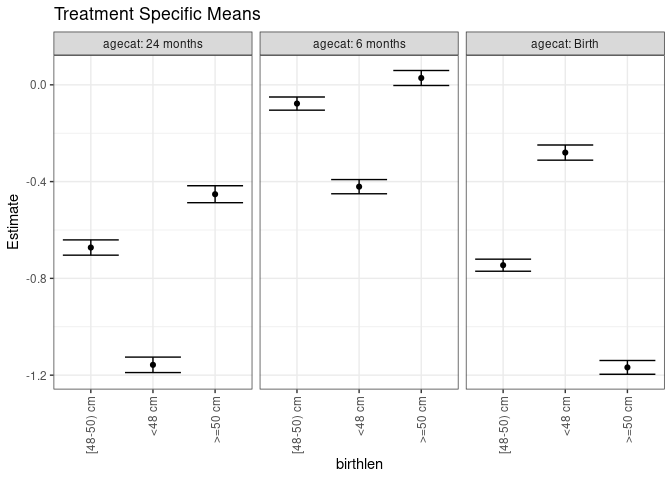 Treatment Specific Means
agecat: 24 months
agecat: 6 months
agecat: Birth
Estimate
0.0
-0.4
-0.8
-1.2
[48-50) cm
<48 cm
>=50 cm
[48-50) cm
<48 cm
>=50 cm
[48-50) cm
<48 cm
>=50 cm
birthlen